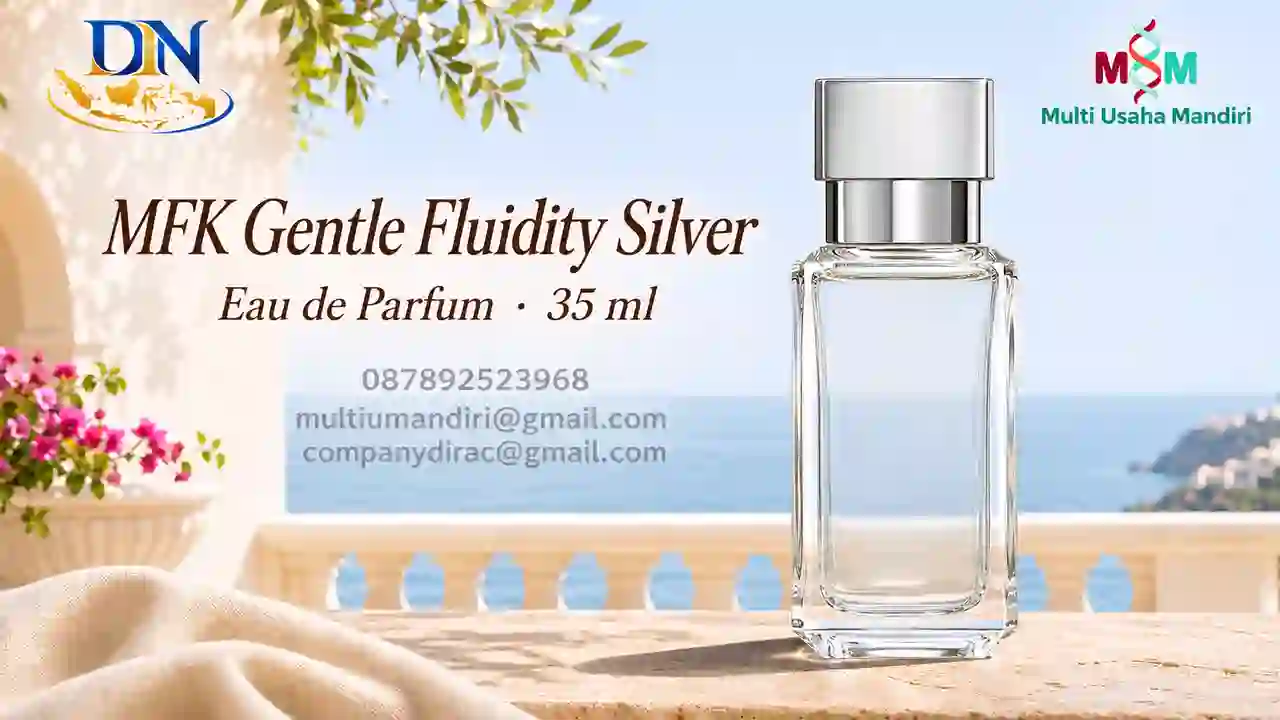 DN
MSM
Multi Usaha Mandiri
MFK Gentle Fluidity Silver
Eau de Parfum · 35 ml
087892523968
multiumandiri@gmail.com
companydirac@gmail.com